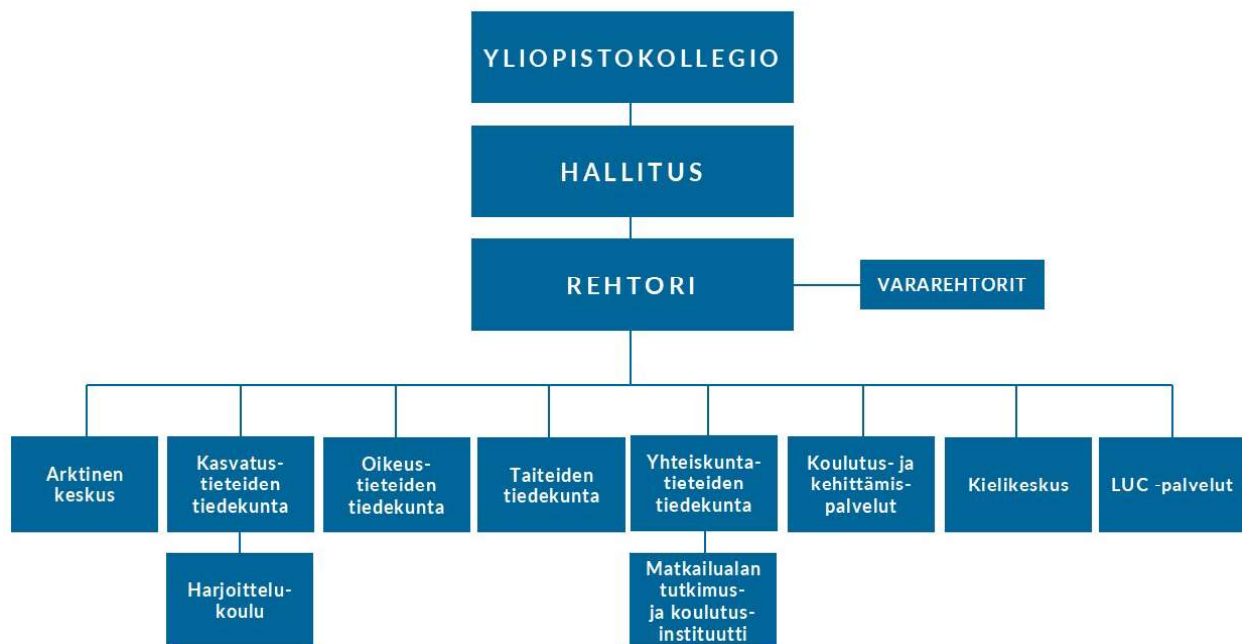 YLIOPISTOKOLLEGIO
HALLITUS
REHTORI
VARAREHTORIT
Arktinen
keskus
Kasvatus-
tieteiden
tiedekunta
Oikeus-
tieteiden
tiedekunta
Taiteiden
tiedekunta
Yhteiskunta-
tieteiden
tiedekunta
Koulutus- ja
kehittämis-
palvelut
Kielikeskus
LUC -palvelut
Harjoittelu-
koulu
Matkailualan
tutkimus-
ja koulutus-
instituutti